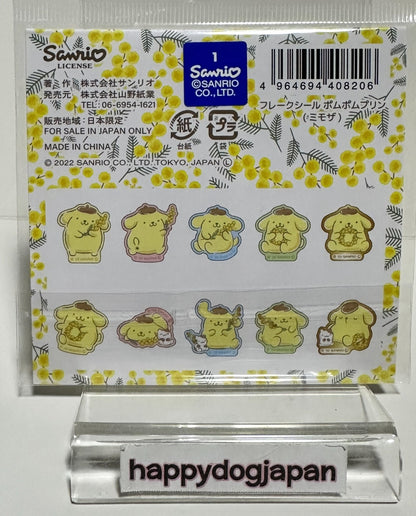 Sanrio
LICENSE
1
Sanrio
©SANRIO
CO., LTD.
4 964694 408206
著作 株式会社サンリオ
発売元 株式会社山野紙業
TEL: 06-6954-1621
販売地域:日本限定
FOR SALE IN JAPAN ONLY
MADE IN CHINA
© 2022 SANRIO CO., LTD. TOKYO, JAPAN Ⓛ
フレークシール ポムポムプリン
(ミモザ)
紙
台紙
プラ
袋
happydogjapan